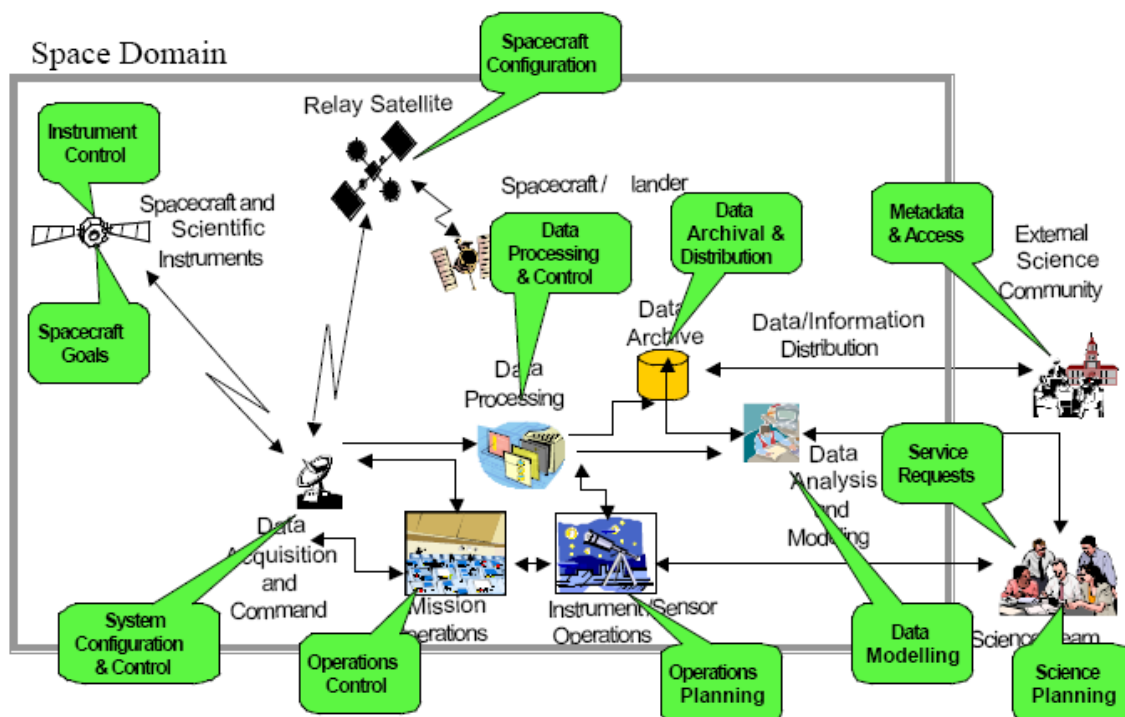 Space Domain
Spacecraft
Configuration
Relay Satellite
Instrument
Control
Spacecraft and
Scientific
Instruments
Spacecraft /    lander
Data
Processing
& Control
Data
Archival &
Distribution
Metadata
& Access
External
Science
Community
Spacecraft
Goals
Data
Archive
Data/Information
Distribution
Data
Processing
Service
Requests
Data
Analysis
and
Modeling
Data
Acquisition
and
Command
System
Configuration
& Control
Mission
Operations
Operations
Control
Instrument/Sensor
Operations
Operations
Planning
Data
Modelling
Science Team
Science
Planning